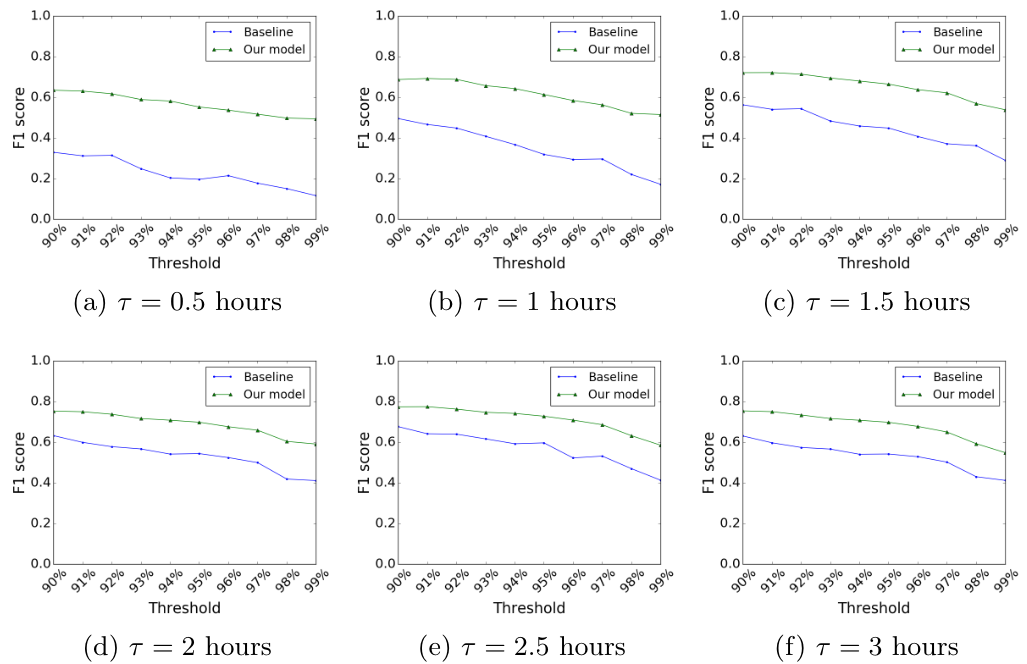 1.0
0.8
0.6
0.4
0.2
0.0
F1 score
Baseline
Our model
90% 91% 92% 93% 94% 95% 96% 97% 98% 99%
Threshold
(a) τ = 0.5 hours
1.0
0.8
0.6
0.4
0.2
0.0
F1 score
Baseline
Our model
90% 91% 92% 93% 94% 95% 96% 97% 98% 99%
Threshold
(b) τ = 1 hours
1.0
0.8
0.6
0.4
0.2
0.0
F1 score
Baseline
Our model
90% 91% 92% 93% 94% 95% 96% 97% 98% 99%
Threshold
(c) τ = 1.5 hours
1.0
0.8
0.6
0.4
0.2
0.0
F1 score
Baseline
Our model
90% 91% 92% 93% 94% 95% 96% 97% 98% 99%
Threshold
(d) τ = 2 hours
1.0
0.8
0.6
0.4
0.2
0.0
F1 score
Baseline
Our model
90% 91% 92% 93% 94% 95% 96% 97% 98% 99%
Threshold
(e) τ = 2.5 hours
1.0
0.8
0.6
0.4
0.2
0.0
F1 score
Baseline
Our model
90% 91% 92% 93% 94% 95% 96% 97% 98% 99%
Threshold
(f) τ = 3 hours